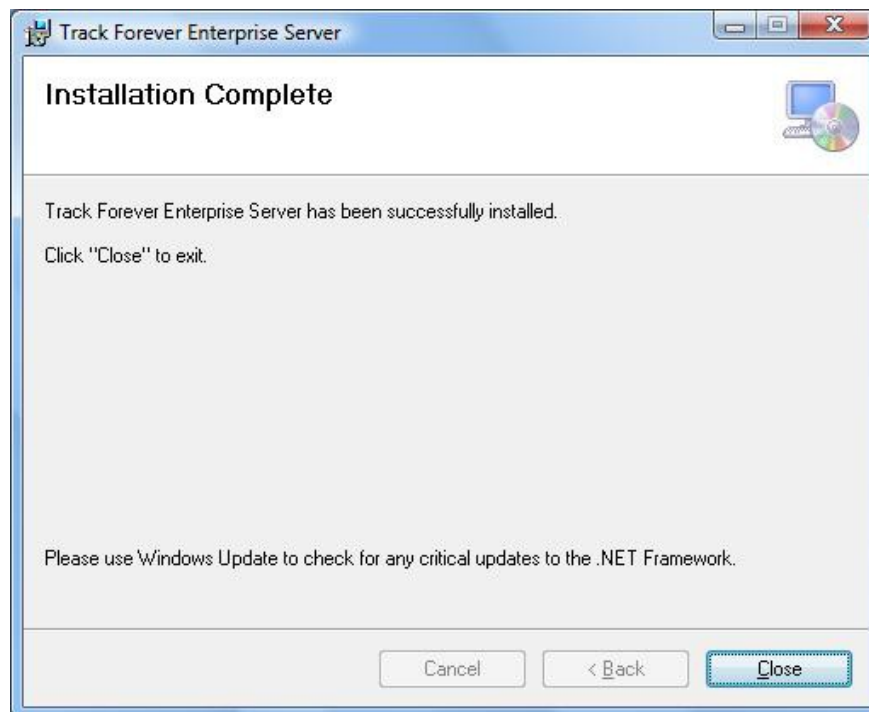 Track Forever Enterprise Server
Installation Complete
Track Forever Enterprise Server has been successfully installed.
Click "Close" to exit.
Please use Windows Update to check for any critical updates to the .NET Framework.
Cancel
< Back
Close